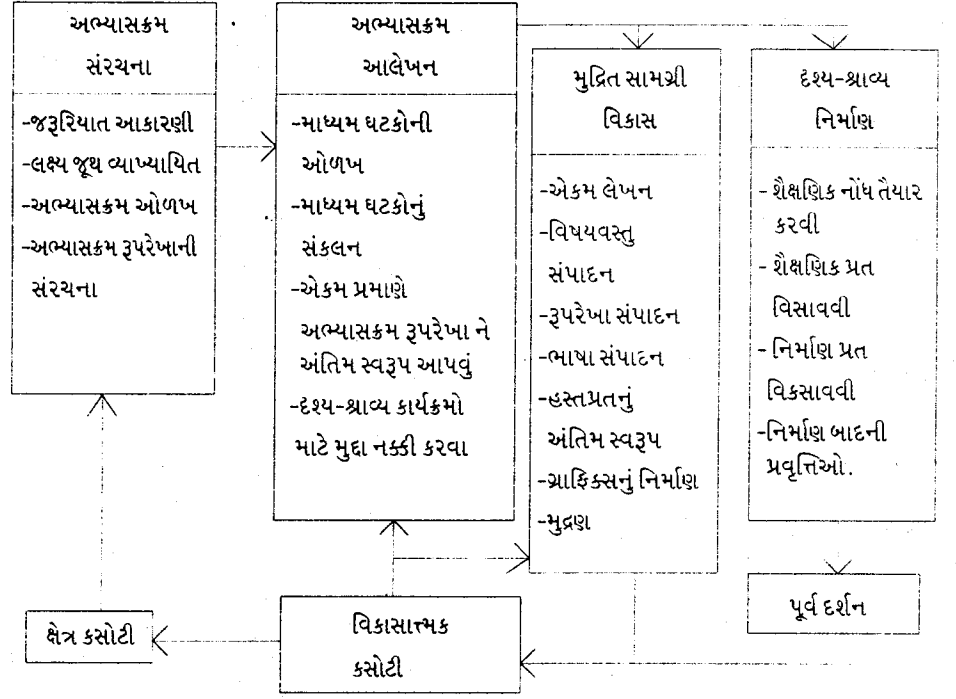 અભ્યાસક્રમ
સંરચના
-જરૂરિયાત આકારણી
-લક્ષ્ય જૂથ વ્યાખ્યાયિત
-અભ્યાસક્રમ ઓળખ
-અભ્યાસક્રમ રૂપરેખાની
સંરચના
અભ્યાસક્રમ
આલેખન
-માધ્યમ ઘટકોની
ઓળખ
-માધ્યમ ઘટકોનું
સંકલન
-એકમ પ્રમાણે
અભ્યાસક્રમ રૂપરેખા ને
અંતિમ સ્વરૂપ આપવું
-દૃશ્ય-શ્રાવ્ય કાર્યક્રમો
માટે મુદ્દા નક્કી કરવા
મુદ્રિત સામગ્રી
વિકાસ
-એકમ લેખન
-વિષયવસ્તુ
સંપાદન
-રૂપરેખા સંપાદન
-ભાષા સંપાદન
-હસ્તપ્રતનું
અંતિમ સ્વરૂપ
-ગ્રાફિક્સનું નિર્માણ
-મુદ્રણ
દૃશ્ય-શ્રાવ્ય
નિર્માણ
- શૈક્ષણિક નોંધ તૈયાર
કરવી
- શૈક્ષણિક પ્રત
વિસાવવી
- નિર્માણ પ્રત
વિકસાવવી
-નિર્માણ બાદની
પ્રવૃત્તિઓ.
પૂર્વ દર્શન
ક્ષેત્ર કસોટી
વિકાસાત્મક
કસોટી